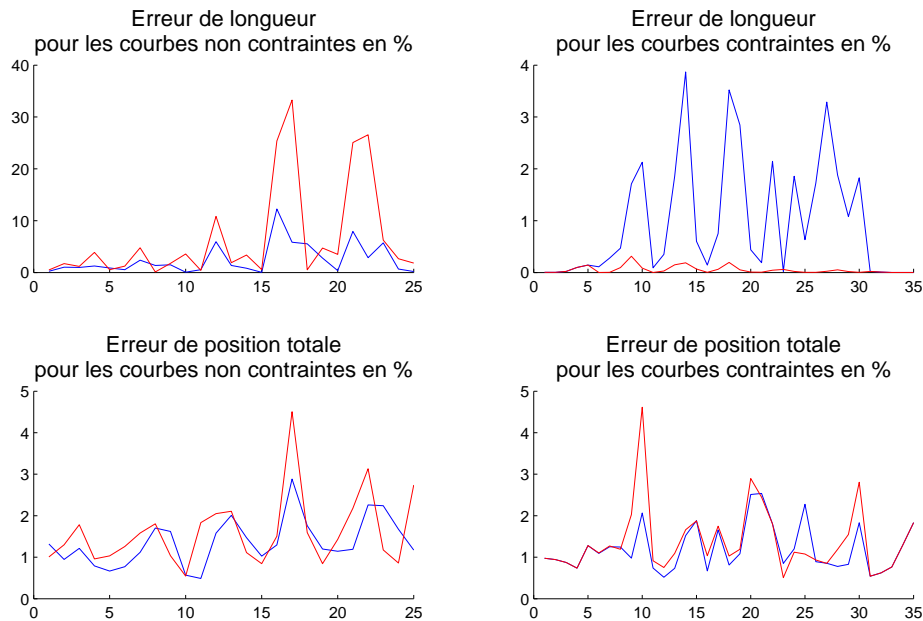 Erreur de longueur
pour les courbes non contraintes en %
40
30
20
10
0
0 5 10 15 20 25
Erreur de longueur
pour les courbes contraintes en %
4
3
2
1
0
0 5 10 15 20 25 30 35
Erreur de position totale
pour les courbes non contraintes en %
5
4
3
2
1
0
0 5 10 15 20 25
Erreur de position totale
pour les courbes contraintes en %
5
4
3
2
1
0
0 5 10 15 20 25 30 35